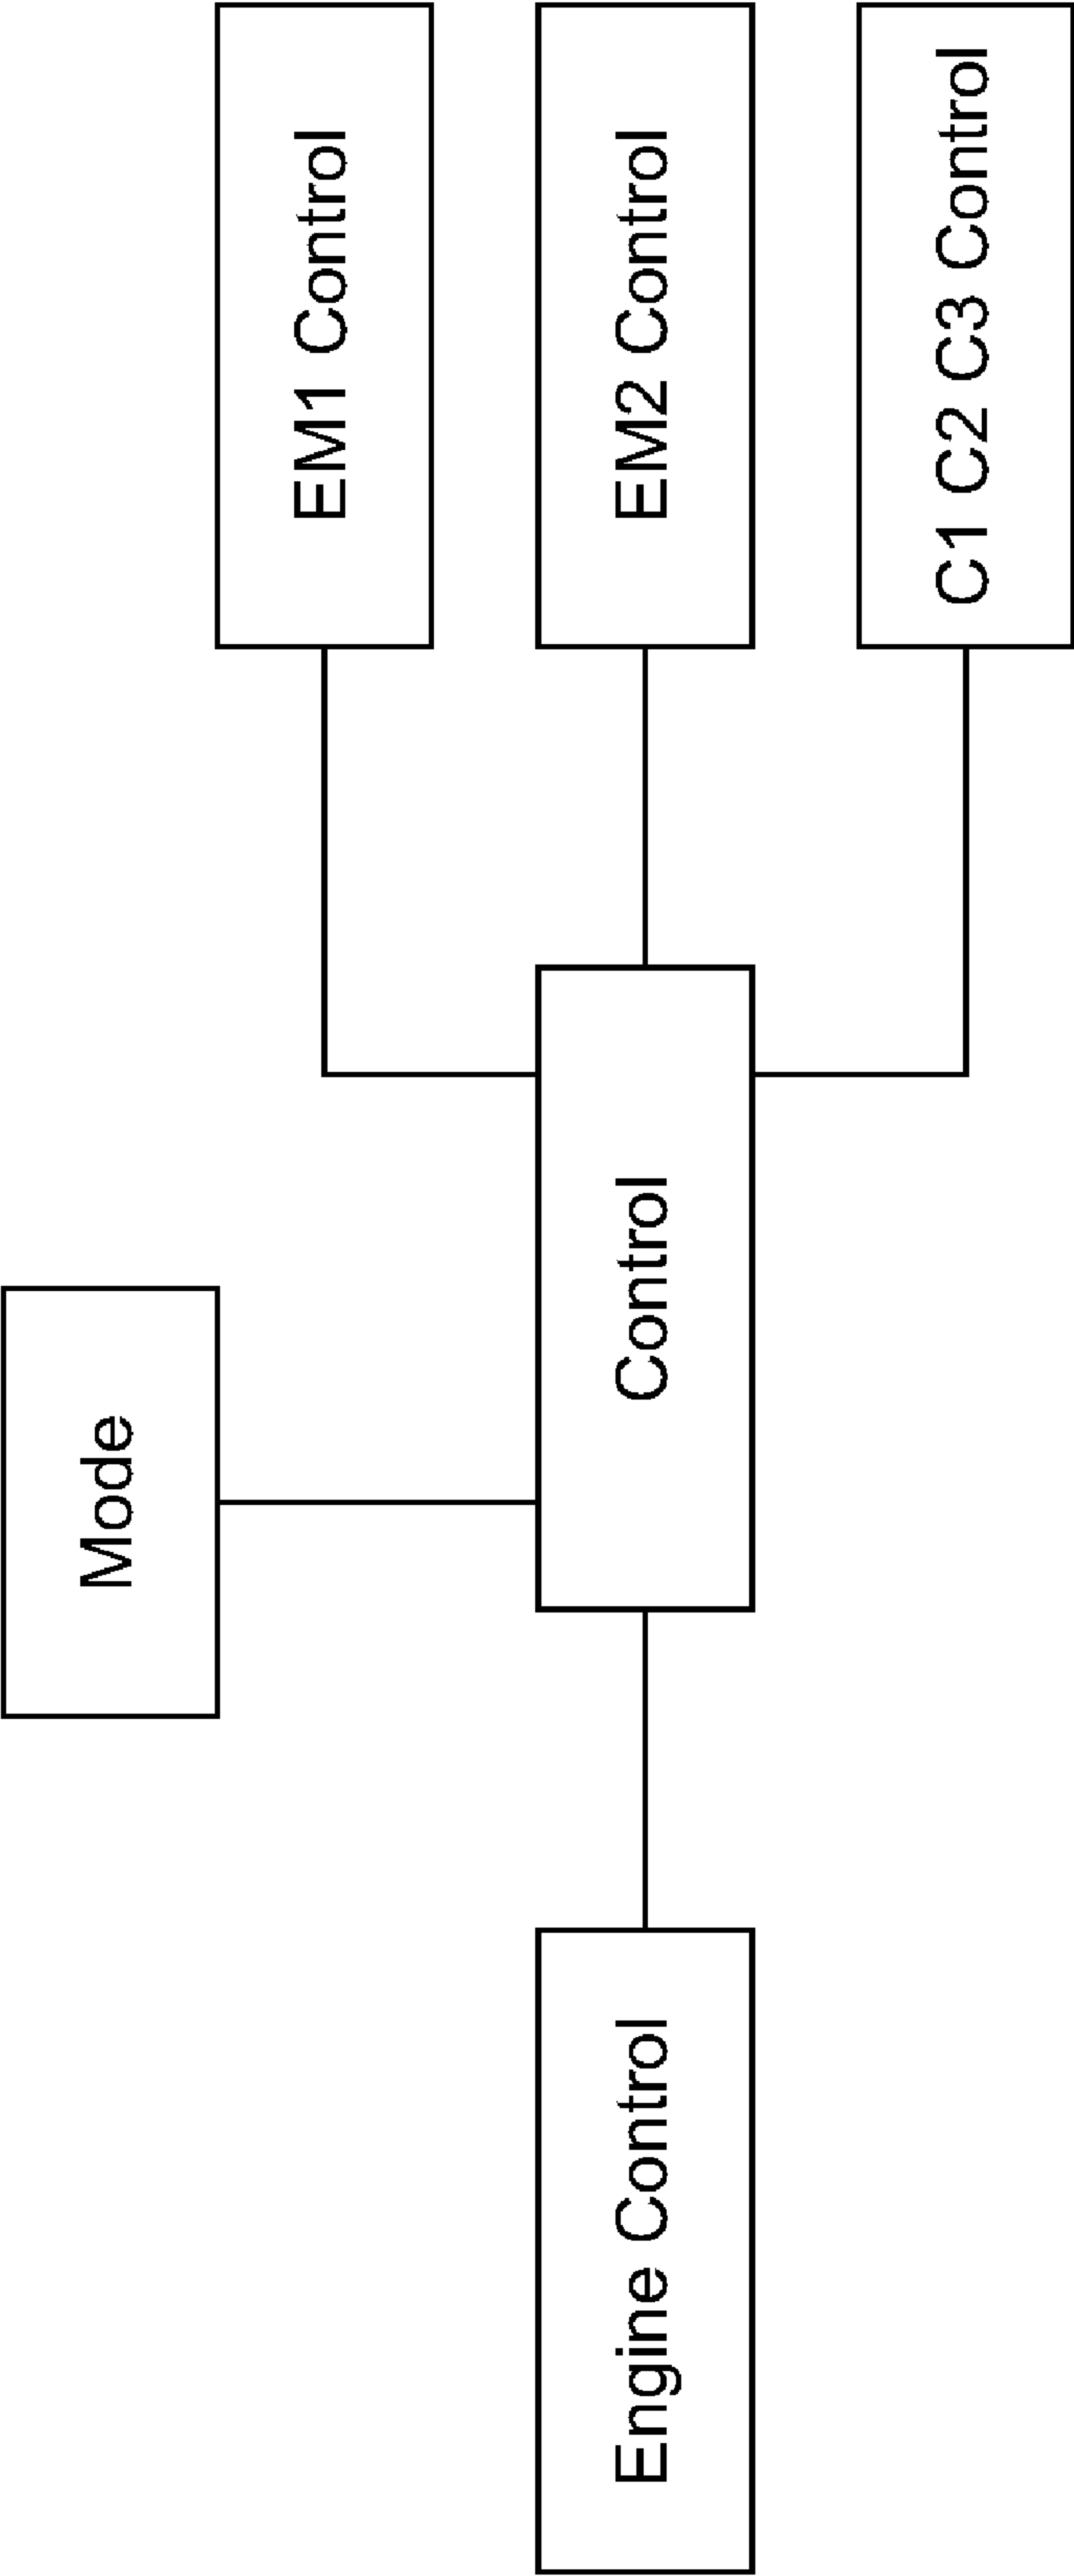 Mode
EM1 Control
Engine Control
Control
EM2 Control
C1 C2 C3 Control